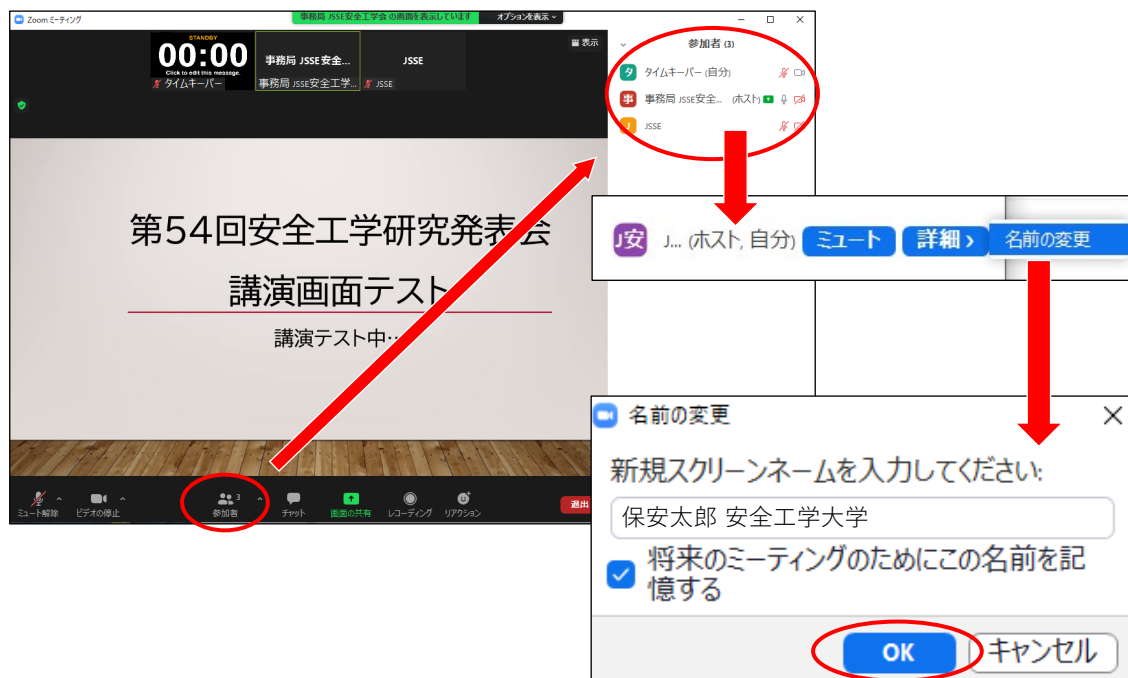 Zoom ミーティング
事務局 JSSE安全工学会 の画面を表示しています
オプションを表示
STANDBY
00:00
Click to edit this message.
タイムキーパー
事務局 JSSE 安全...
事務局 JSSE安全工学...
JSSE
JSSE
表示
参加者 (3)
タ タイムキーパー (自分)
事 事務局 JSSE安全... (ホスト)
J JSSE
第54回安全工学研究発表会
講演画面テスト
講演テスト中…
ミュート解除
ビデオの停止
3
参加者
チャット
画面の共有
レコーディング
リアクション
退出
J安 J... (ホスト, 自分) ミュート 詳細 › 名前の変更
名前の変更
新規スクリーンネームを入力してください:
保安太郎 安全工学大学
将来のミーティングのためにこの名前を記
憶する
OK キャンセル